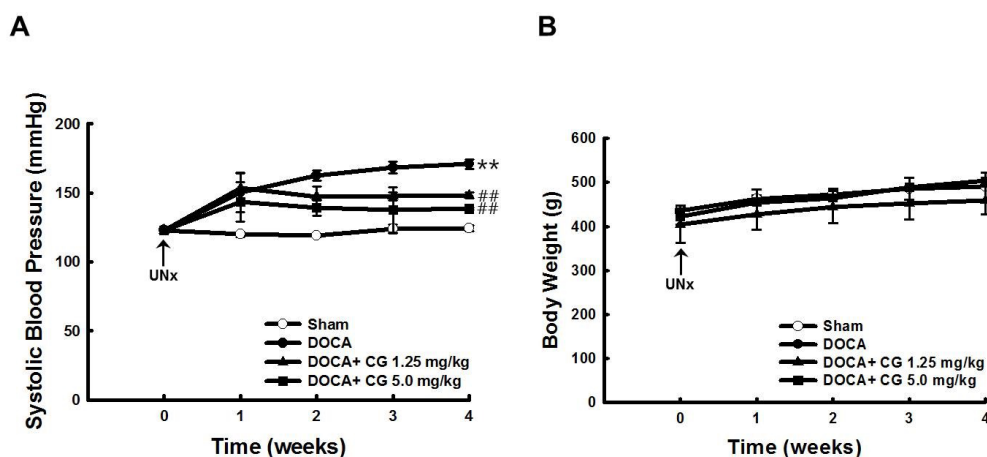 A
Systolic Blood Pressure (mmHg)
200
150
100
50
0
**
##
##
UNx
Sham
DOCA
DOCA+ CG 1.25 mg/kg
DOCA+ CG 5.0 mg/kg
0 1 2 3 4
Time (weeks)
B
Body Weight (g)
600
500
400
300
200
100
0
UNx
Sham
DOCA
DOCA+ CG 1.25 mg/kg
DOCA+ CG 5.0 mg/kg
0 1 2 3 4
Time (weeks)